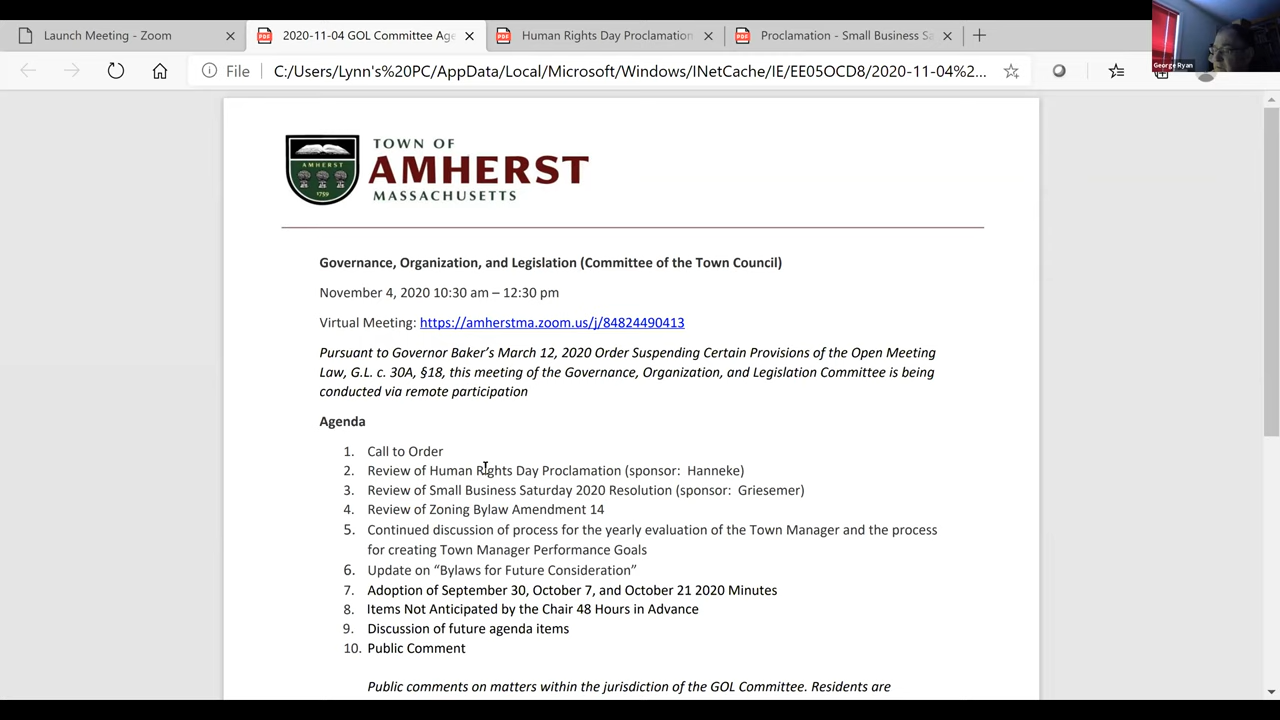 Launch Meeting - Zoom
2020-11-04 GOL Committee Age
Human Rights Day Proclamation
Proclamation - Small Business Sa
George Ryan
File
C:/Users/Lynn's%20PC/AppData/Local/Microsoft/Windows/INetCache/IE/EE05OCD8/2020-11-04%2...
AMHERST
1759
TOWN OF
AMHERST
MASSACHUSETTS
Governance, Organization, and Legislation (Committee of the Town Council)
November 4, 2020 10:30 am – 12:30 pm
Virtual Meeting: https://amherstma.zoom.us/j/84824490413
Pursuant to Governor Baker's March 12, 2020 Order Suspending Certain Provisions of the Open Meeting
Law, G.L. c. 30A, §18, this meeting of the Governance, Organization, and Legislation Committee is being
conducted via remote participation
Agenda
1. Call to Order
2. Review of Human Rights Day Proclamation (sponsor: Hanneke)
3. Review of Small Business Saturday 2020 Resolution (sponsor: Griesemer)
4. Review of Zoning Bylaw Amendment 14
5. Continued discussion of process for the yearly evaluation of the Town Manager and the process
for creating Town Manager Performance Goals
6. Update on “Bylaws for Future Consideration”
7. Adoption of September 30, October 7, and October 21 2020 Minutes
8. Items Not Anticipated by the Chair 48 Hours in Advance
9. Discussion of future agenda items
10. Public Comment
Public comments on matters within the jurisdiction of the GOL Committee. Residents are